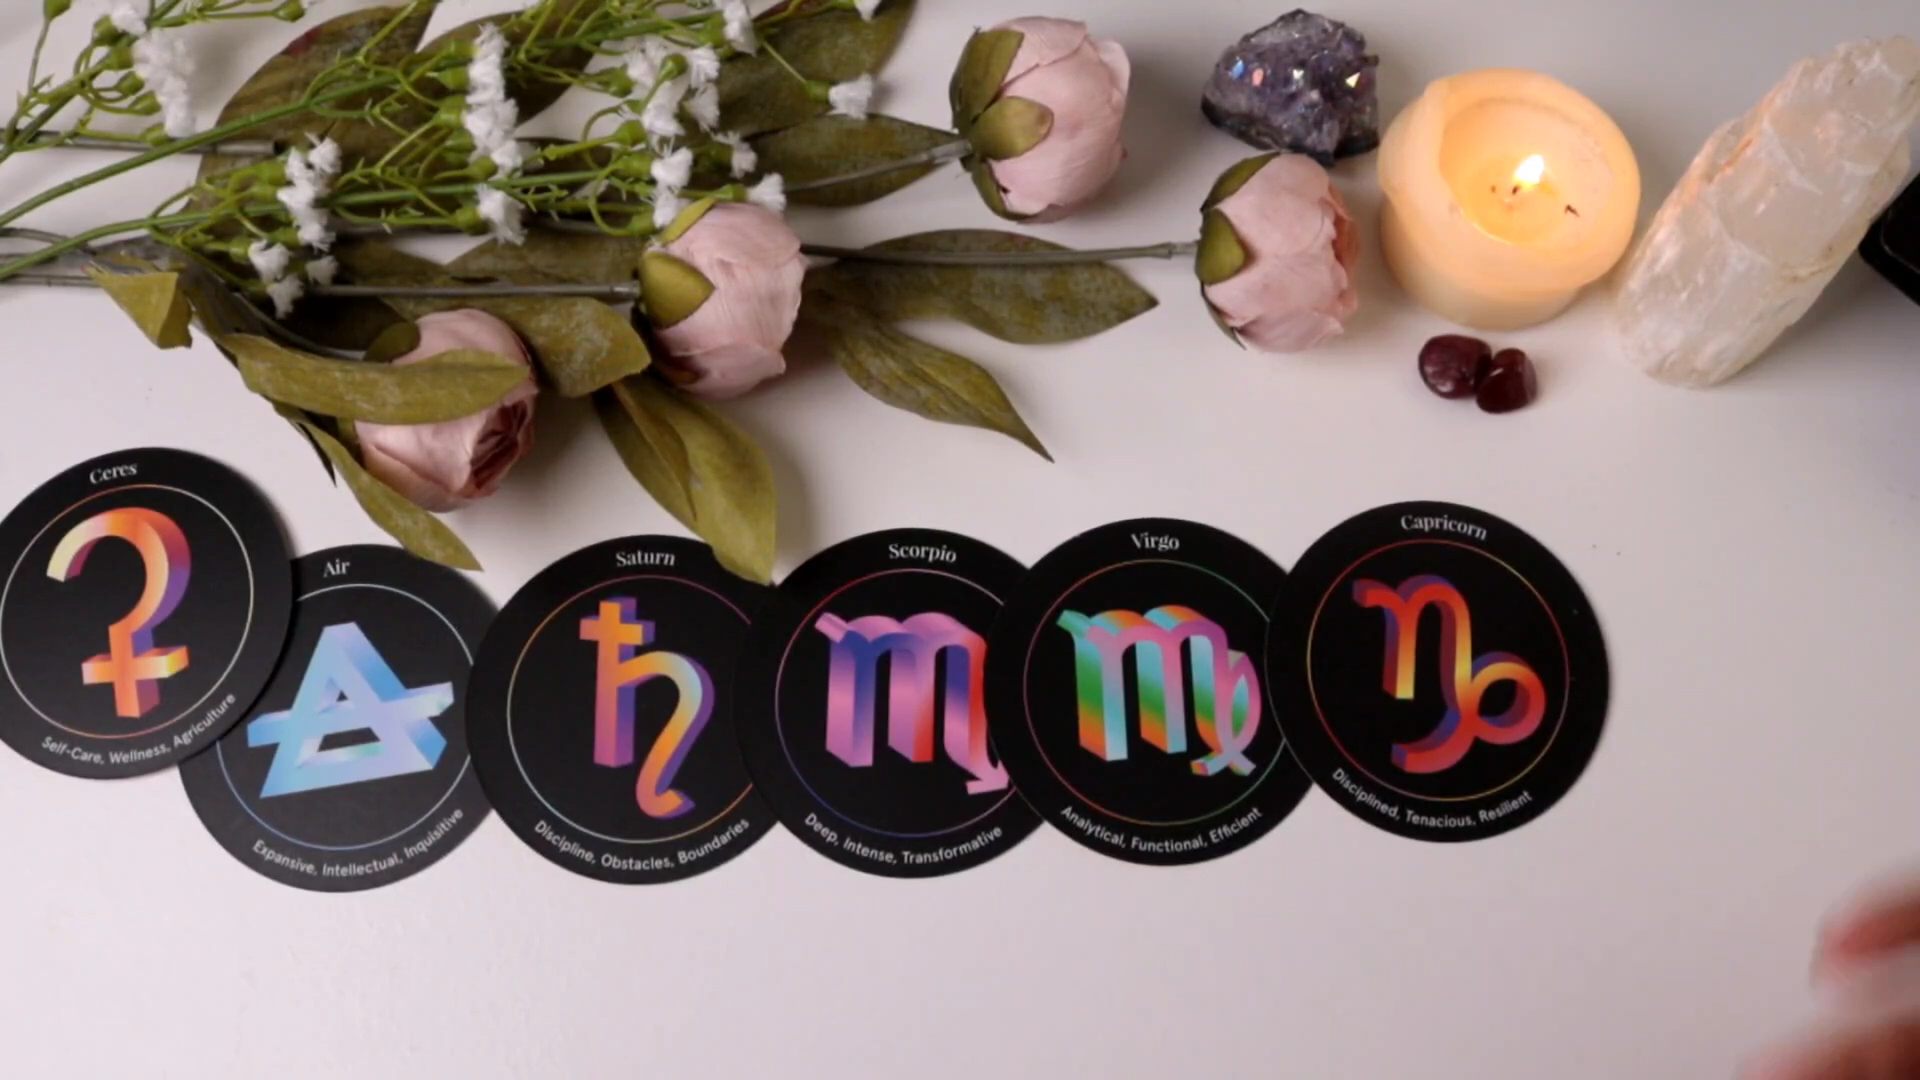 Ceres
Self-Care, Wellness, Agriculture
Air
Expansive, Intellectual, Inquisitive
Saturn
Discipline, Obstacles, Boundaries
Scorpio
Deep, Intense, Transformative
Virgo
Analytical, Functional, Efficient
Capricorn
Disciplined, Tenacious, Resilient